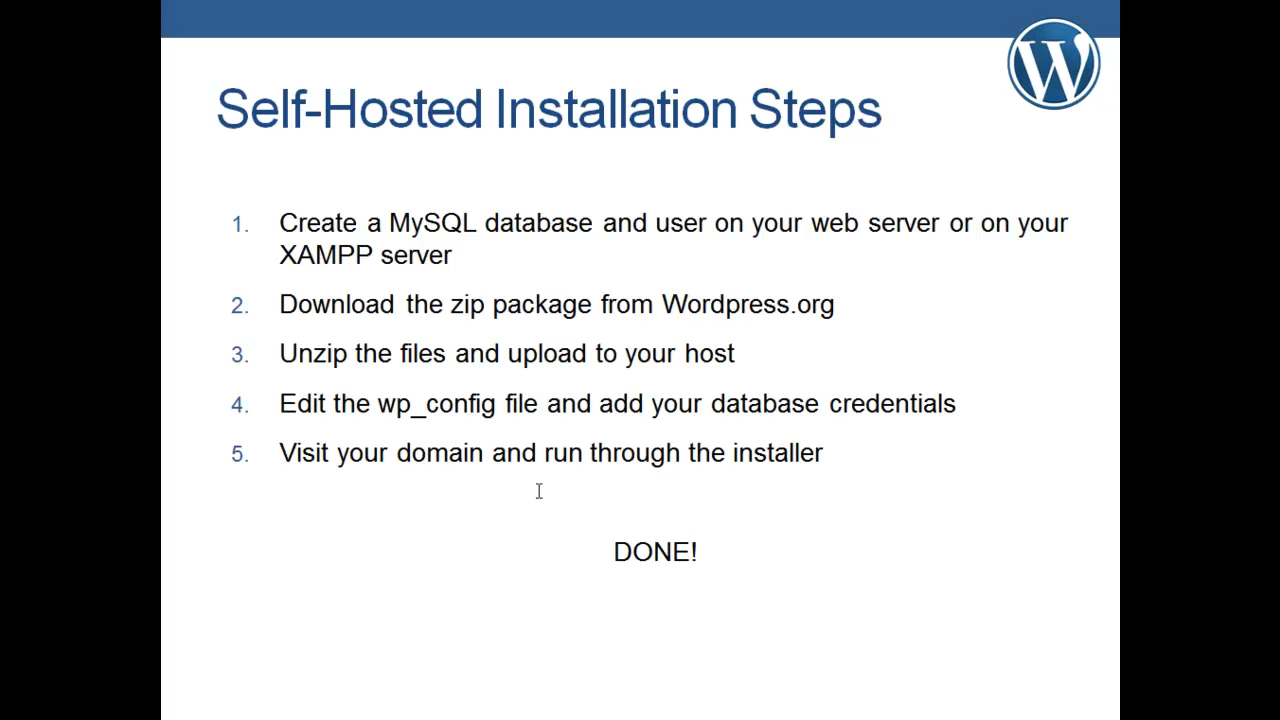 Self-Hosted Installation Steps
1. Create a MySQL database and user on your web server or on your
XAMPP server
2. Download the zip package from Wordpress.org
3. Unzip the files and upload to your host
4. Edit the wp_config file and add your database credentials
5. Visit your domain and run through the installer
DONE!